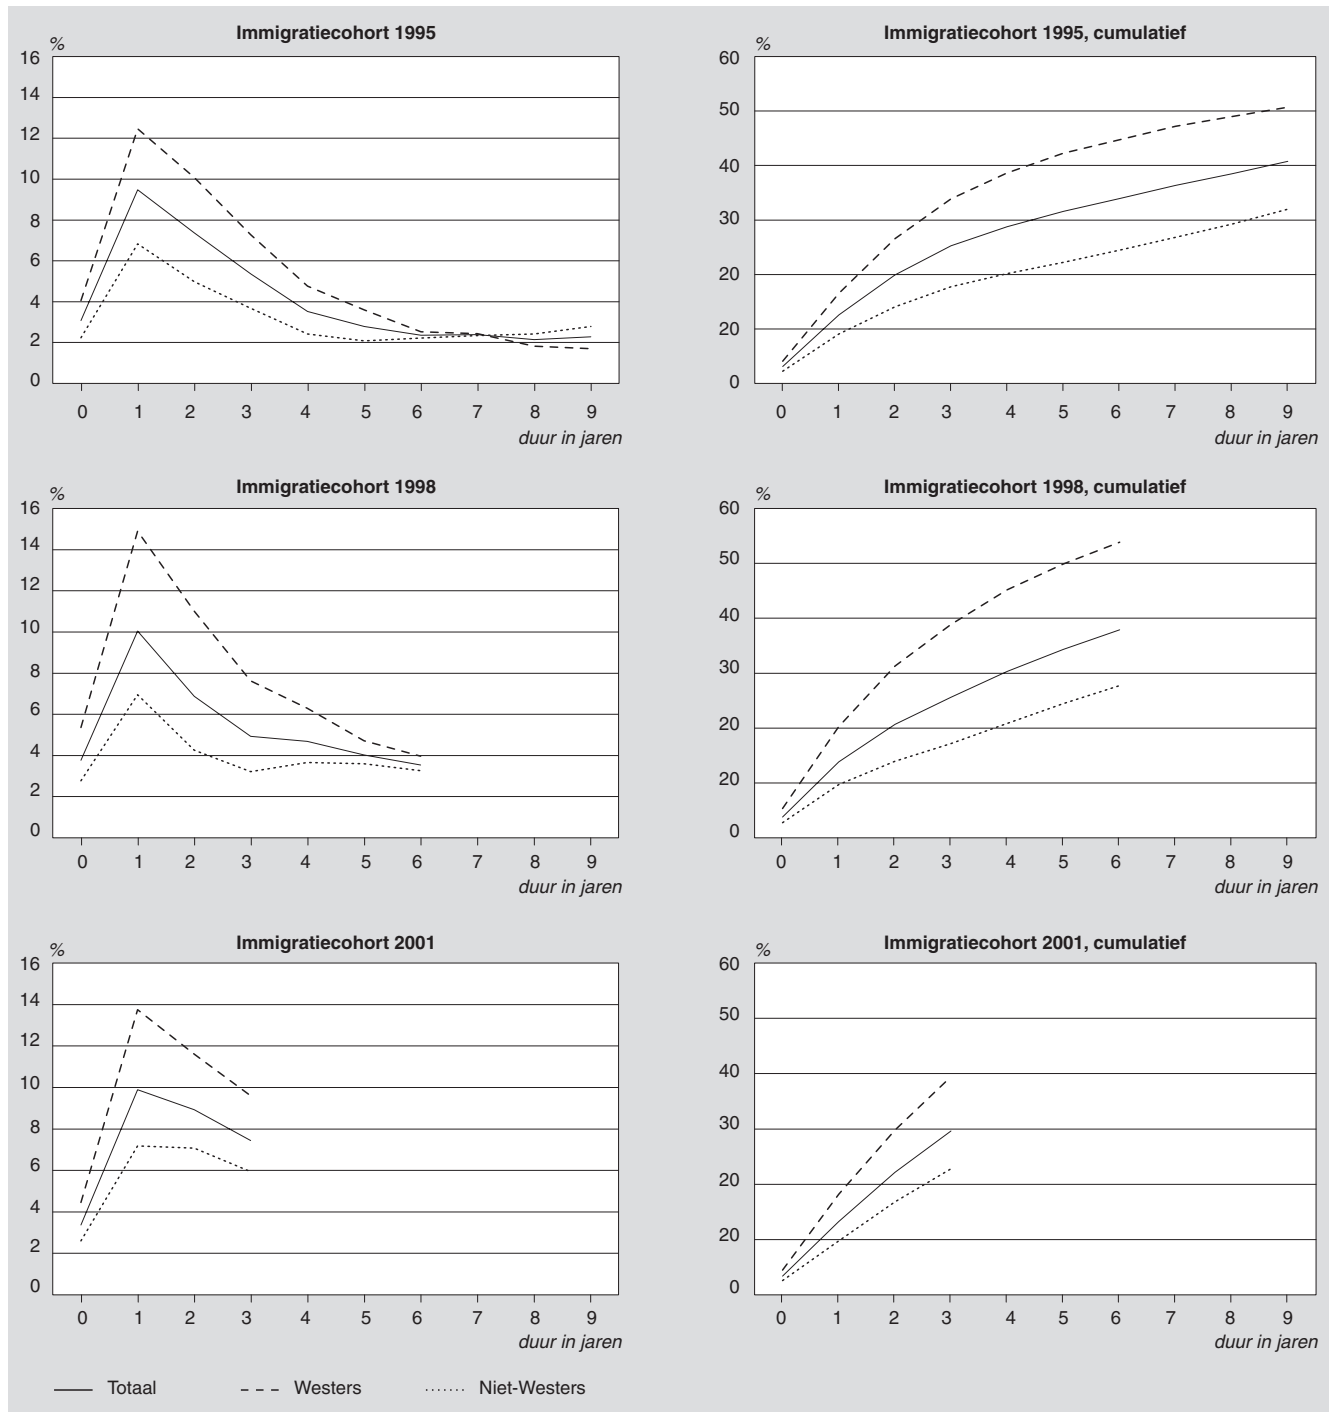 Immigratiecohort 1995
%
16
14
12
10
8
6
4
2
0
0 1 2 3 4 5 6 7 8 9
duur in jaren
Immigratiecohort 1995, cumulatief
%
60
50
40
30
20
20
0
0 1 2 3 4 5 6 7 8 9
duur in jaren
Immigratiecohort 1998
%
16
14
12
10
8
6
4
2
0
0 1 2 3 4 5 6 7 8 9
duur in jaren
Immigratiecohort 1998, cumulatief
%
60
50
40
30
20
20
0
0 1 2 3 4 5 6 7 8 9
duur in jaren
Immigratiecohort 2001
%
16
14
12
10
8
6
4
2
0
0 1 2 3 4 5 6 7 8 9
duur in jaren
Immigratiecohort 2001, cumulatief
%
60
50
40
30
20
20
0
0 1 2 3 4 5 6 7 8 9
duur in jaren
Totaal Westers Niet-Westers